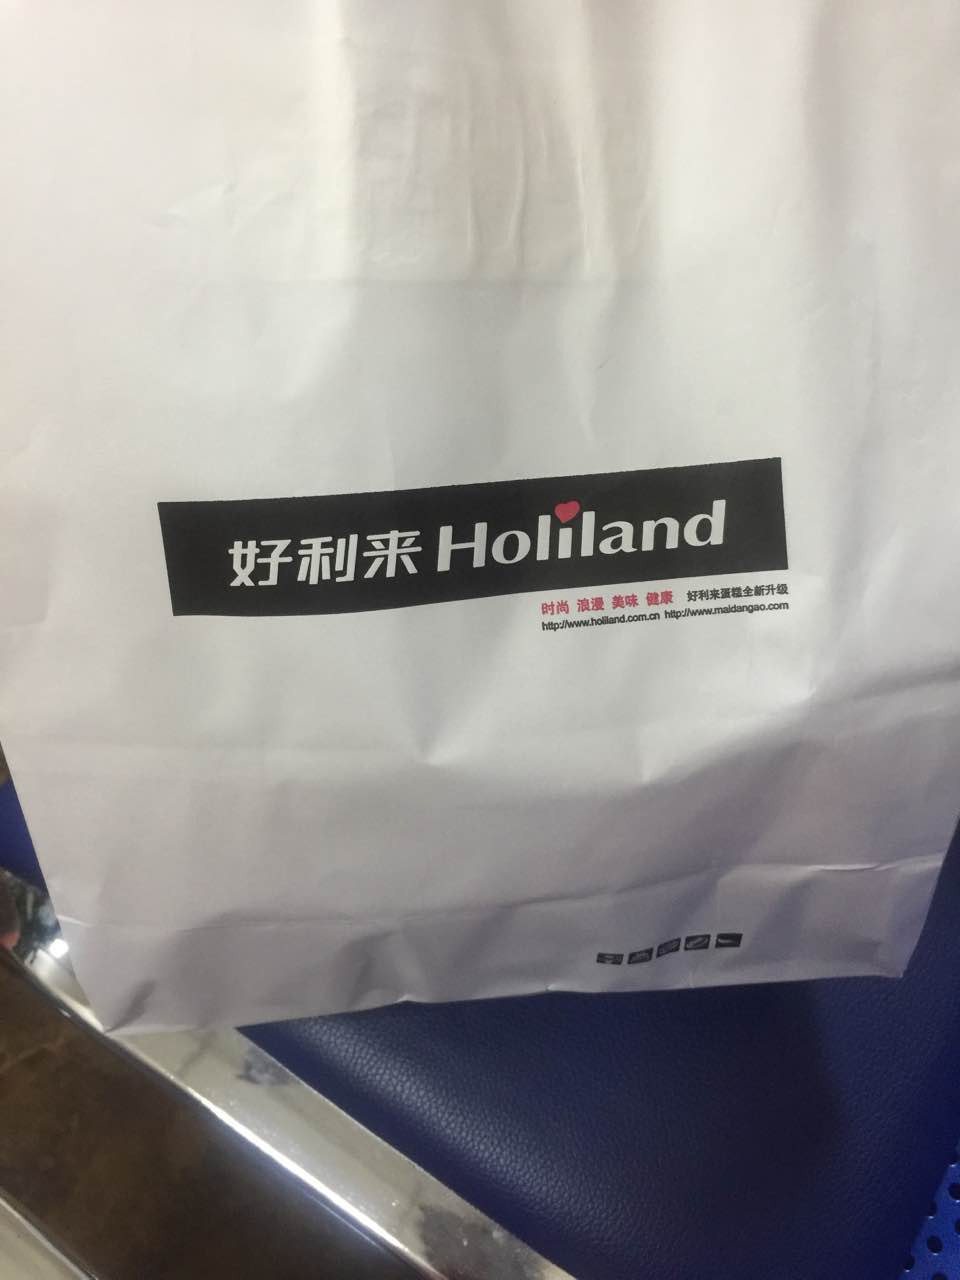 好利来 Holiland
时尚 浪漫 美味 健康 好利来蛋糕全新升级
http://www.holiland.com.cn http://www.maidangao.com